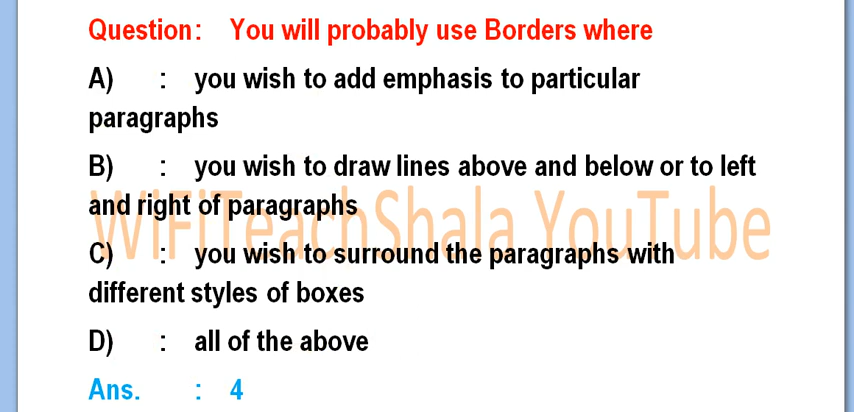 Question: You will probably use Borders where
A) : you wish to add emphasis to particular
paragraphs
B) : you wish to draw lines above and below or to left
and right of paragraphs
WiFiTeachShala YouTube
C) : you wish to surround the paragraphs with
different styles of boxes
D) : all of the above
Ans. : 4